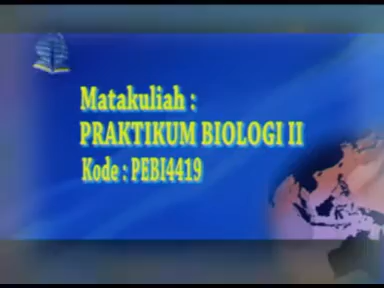 Matakuliah :
PRAKTIKUM BIOLOGI II
Kode : PEBI4419